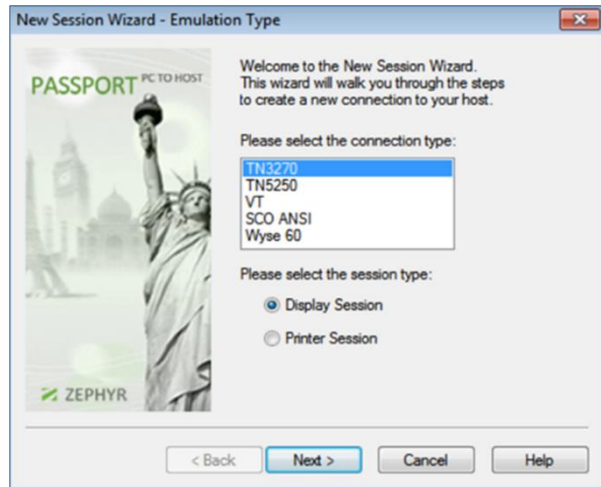 New Session Wizard - Emulation Type
PASSPORT PC TO HOST
ZEPHYR
Welcome to the New Session Wizard.
This wizard will walk you through the steps
to create a new connection to your host.
Please select the connection type:
TN3270
TN5250
VT
SCO ANSI
Wyse 60
Please select the session type:
Display Session
Printer Session
< Back
Next >
Cancel
Help